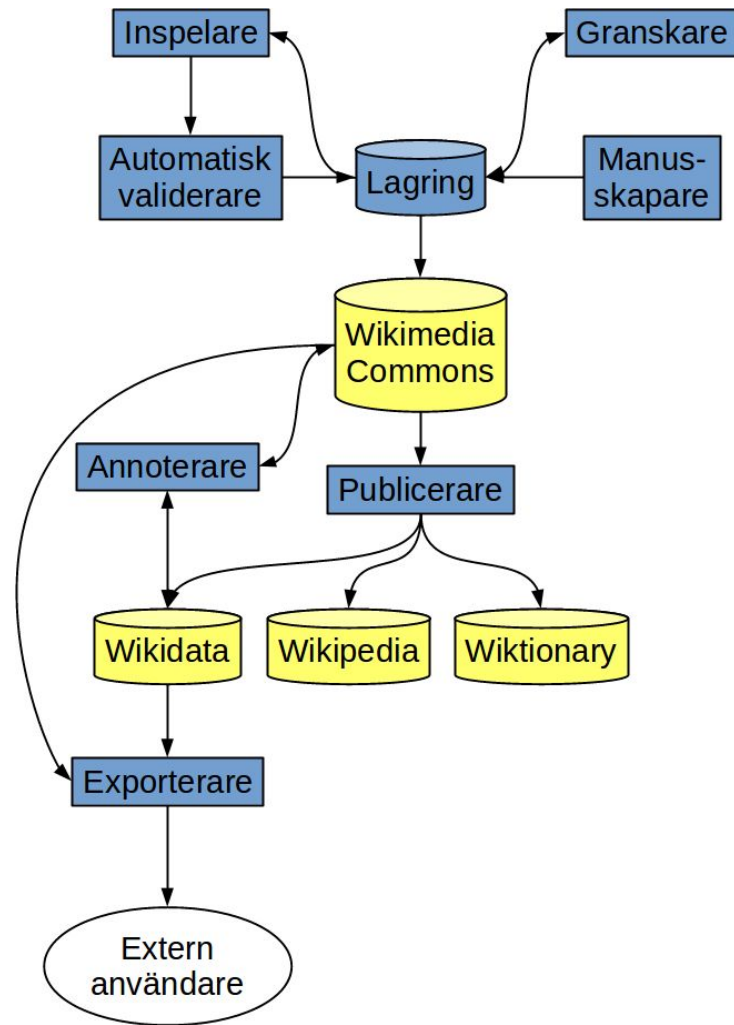 Inspelare
Granskare
Automatisk
validerare
Lagring
Manus-
skapare
Wikimedia
Commons
Annoterare
Publicerare
Wikidata
Wikipedia
Wiktionary
Exporterare
Extern
användare